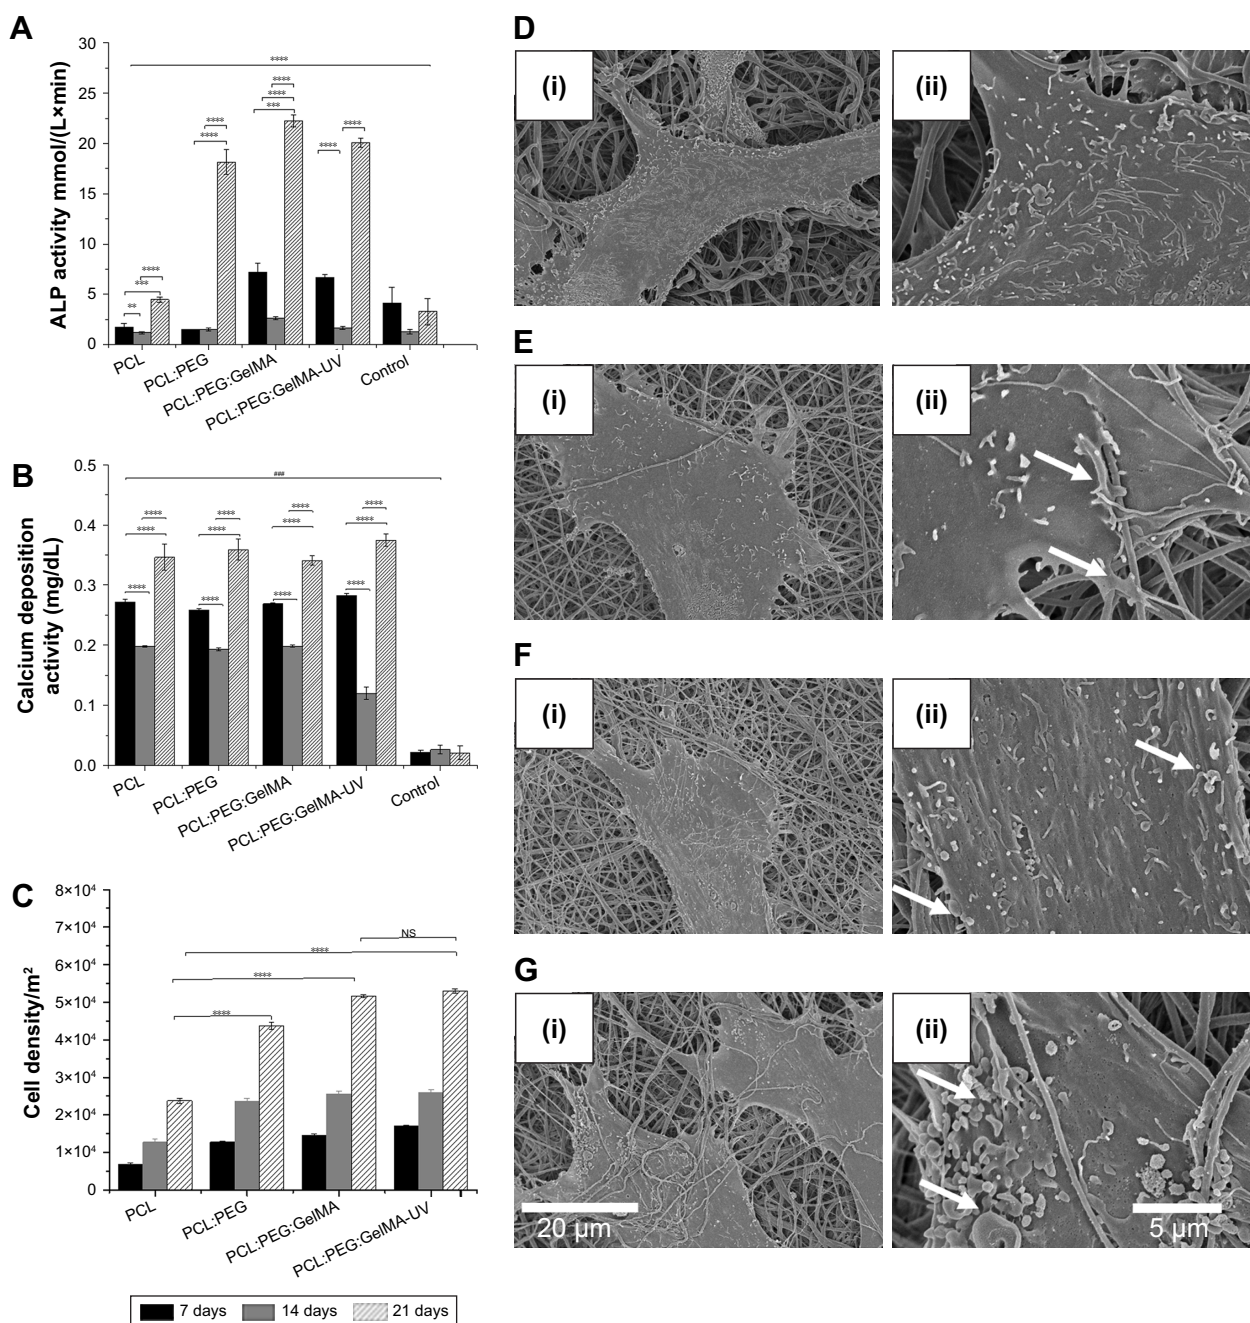 A
ALP activity mmol/(L×min)
30
25
20
15
10
5
0
****
****
****
****
****
***
****
****
****
***
**
PCL
PCL:PEG
PCL:PEG:GelMA
PCL:PEG:GelMA-UV
Control
B
Calcium deposition
activity (mg/dL)
0.5
0.4
0.3
0.2
0.1
0.0
###
****
****
****
****
****
****
****
****
****
****
****
****
PCL
PCL:PEG
PCL:PEG:GelMA
PCL:PEG:GelMA-UV
Control
C
Cell density/m²
8×10⁴
7×10⁴
6×10⁴
5×10⁴
4×10⁴
3×10⁴
2×10⁴
1×10⁴
0
NS
****
****
****
PCL
PCL:PEG
PCL:PEG:GelMA
PCL:PEG:GelMA-UV
7 days
14 days
21 days
D
(i)
(ii)
E
(i)
(ii)
F
(i)
(ii)
G
(i)
(ii)
20 µm
5 µm